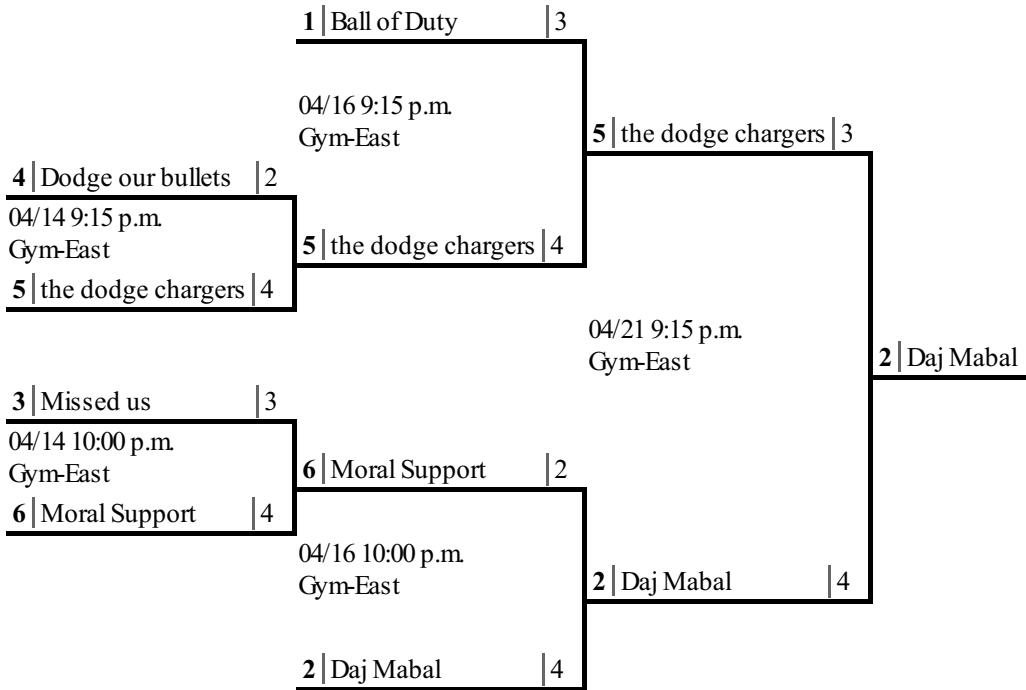 1 Ball of Duty 3
04/16 9:15 p.m.
Gym-East
5 the dodge chargers 3
4 Dodge our bullets 2
04/14 9:15 p.m.
Gym-East
5 the dodge chargers 4
5 the dodge chargers 4
04/21 9:15 p.m.
Gym-East
2 Daj Mabal
3 Missed us 3
04/14 10:00 p.m.
Gym-East
6 Moral Support 2
6 Moral Support 4
04/16 10:00 p.m.
Gym-East
2 Daj Mabal 4
2 Daj Mabal 4